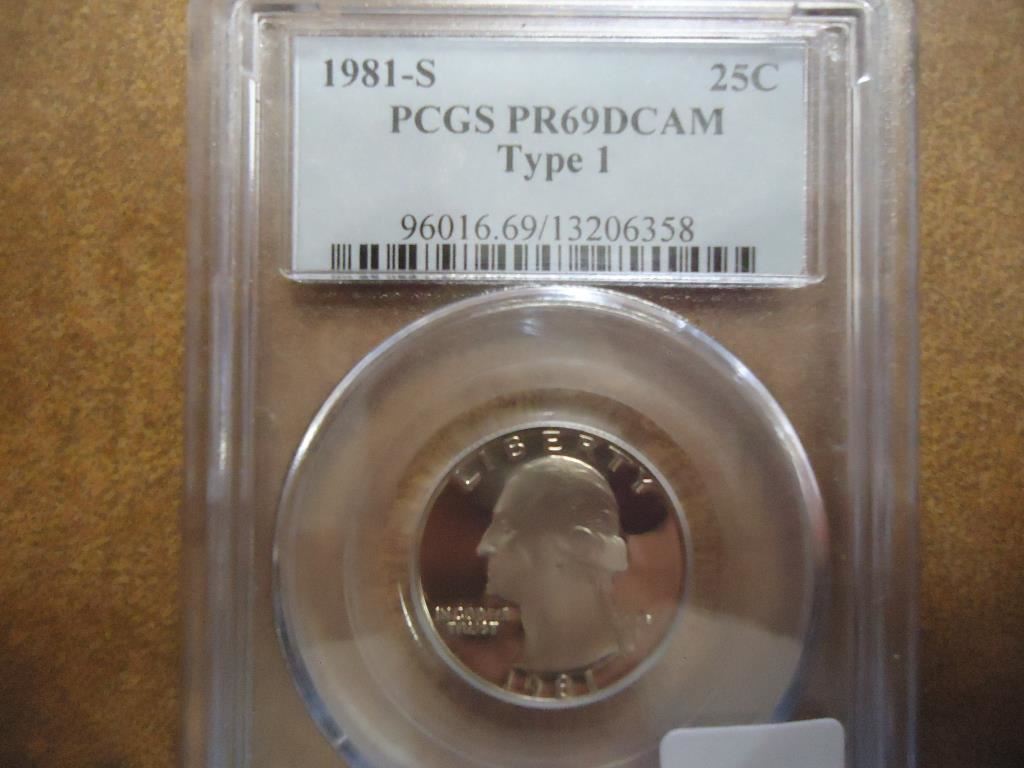 1981-S 25C
PCGS PR69DCAM
Type 1
96016.69/13206358
LIBERTY
IN GOD WE
TRUST
1981